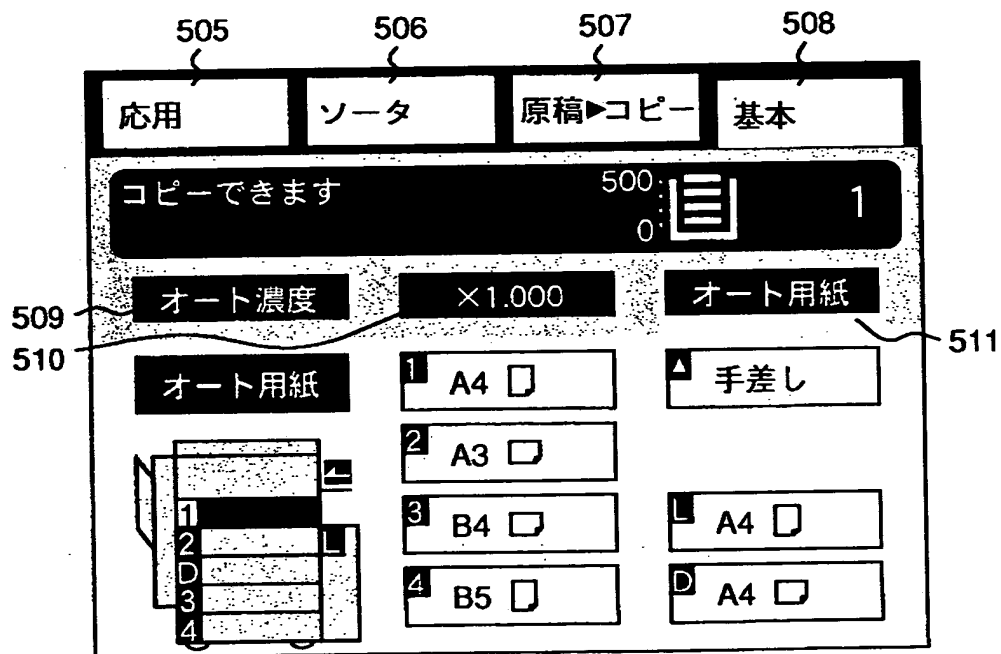 505 506 507 508
応用 ソータ 原稿▶コピー 基本
コピーできます 500 1
0
オート濃度 ×1.000 オート用紙
509
510 511
オート用紙 1 A4 ▲ 手差し
2 A3
1
2 L 3 B4 L A4
D
3 4 B5 D A4
4